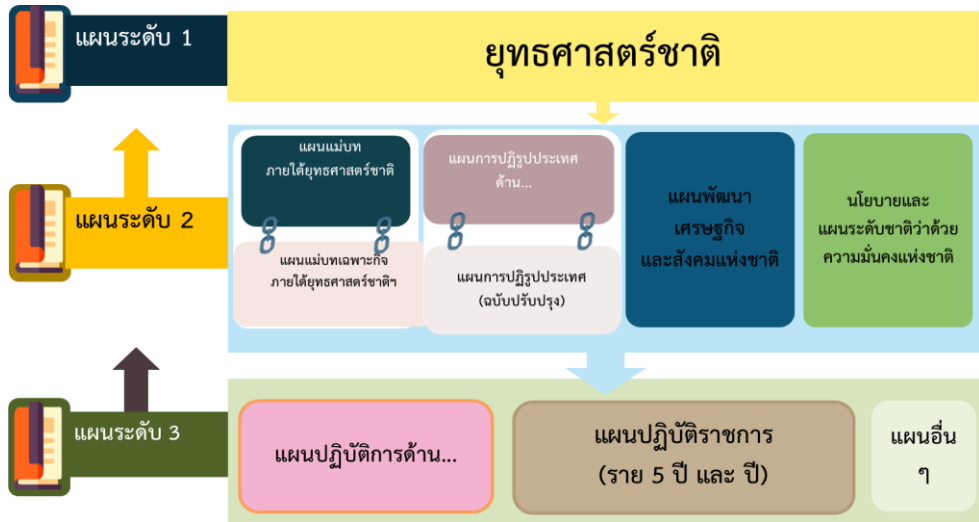 แผนระดับ 1
ยุทธศาสตร์ชาติ
แผนระดับ 2
แผนแม่บท
ภายใต้ยุทธศาสตร์ชาติ
แผนแม่บทเฉพาะกิจ
ภายใต้ยุทธศาสตร์ชาติฯ
แผนการปฏิรูปประเทศ
ด้าน...
แผนการปฏิรูปประเทศ
(ฉบับปรับปรุง)
แผนพัฒนา
เศรษฐกิจ
และสังคมแห่งชาติ
นโยบายและ
แผนระดับชาติว่าด้วย
ความมั่นคงแห่งชาติ
แผนระดับ 3
แผนปฏิบัติการด้าน...
แผนปฏิบัติราชการ
(ราย 5 ปี และ ปี)
แผนอื่น
ๆ